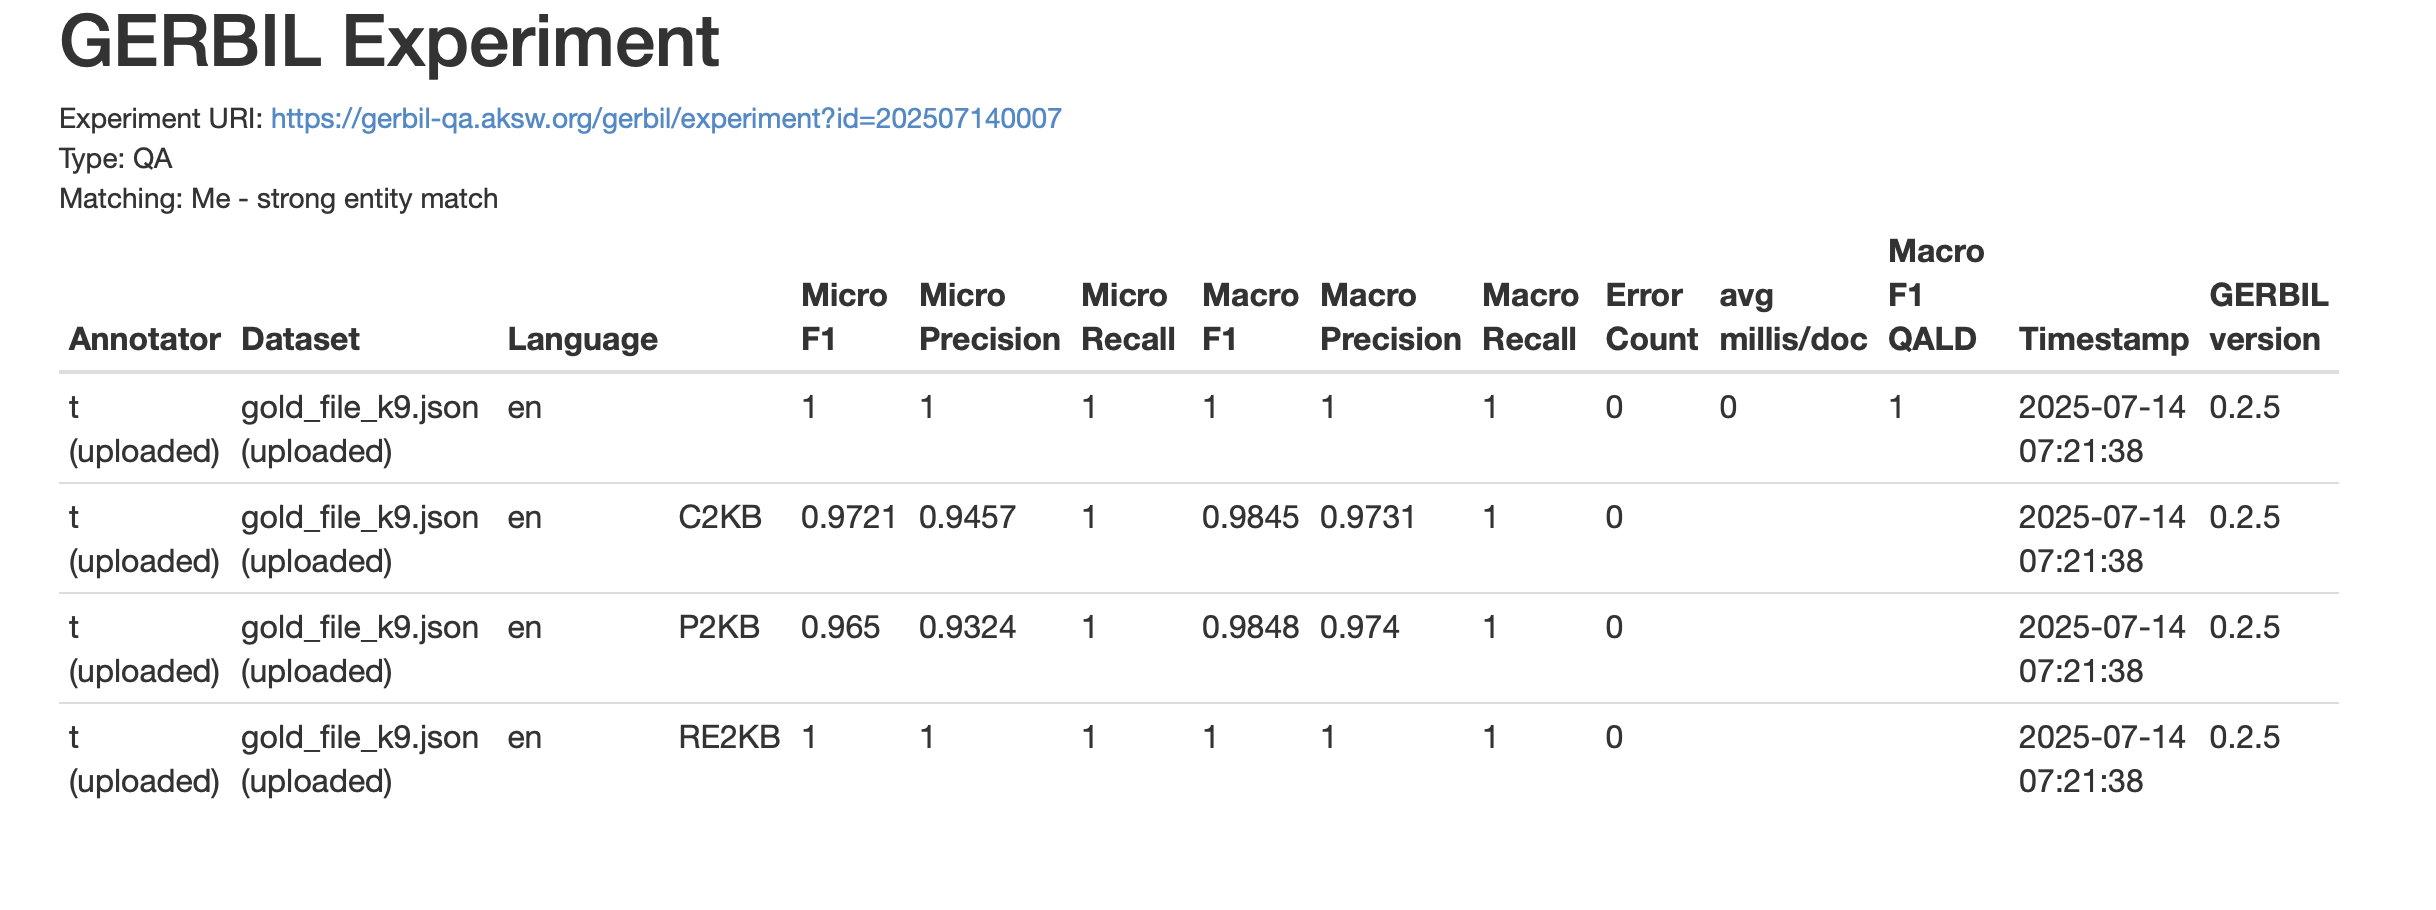 GERBIL Experiment
Experiment URI: https://gerbil-qa.aksw.org/gerbil/experiment?id=202507140007
Type: QA
Matching: Me - strong entity match
Annotator Dataset Language Micro F1 Micro Precision Micro Recall Macro F1 Macro Precision Macro Recall Error Count avg millis/doc Macro F1 QALD Timestamp GERBIL version
t gold_file_k9.json en 1 1 1 1 1 1 0 0 1 2025-07-14 0.2.5
(uploaded) (uploaded) 07:21:38
t gold_file_k9.json en C2KB 0.9721 0.9457 1 0.9845 0.9731 1 0 2025-07-14 0.2.5
(uploaded) (uploaded) 07:21:38
t gold_file_k9.json en P2KB 0.965 0.9324 1 0.9848 0.974 1 0 2025-07-14 0.2.5
(uploaded) (uploaded) 07:21:38
t gold_file_k9.json en RE2KB 1 1 1 1 1 1 0 2025-07-14 0.2.5
(uploaded) (uploaded) 07:21:38